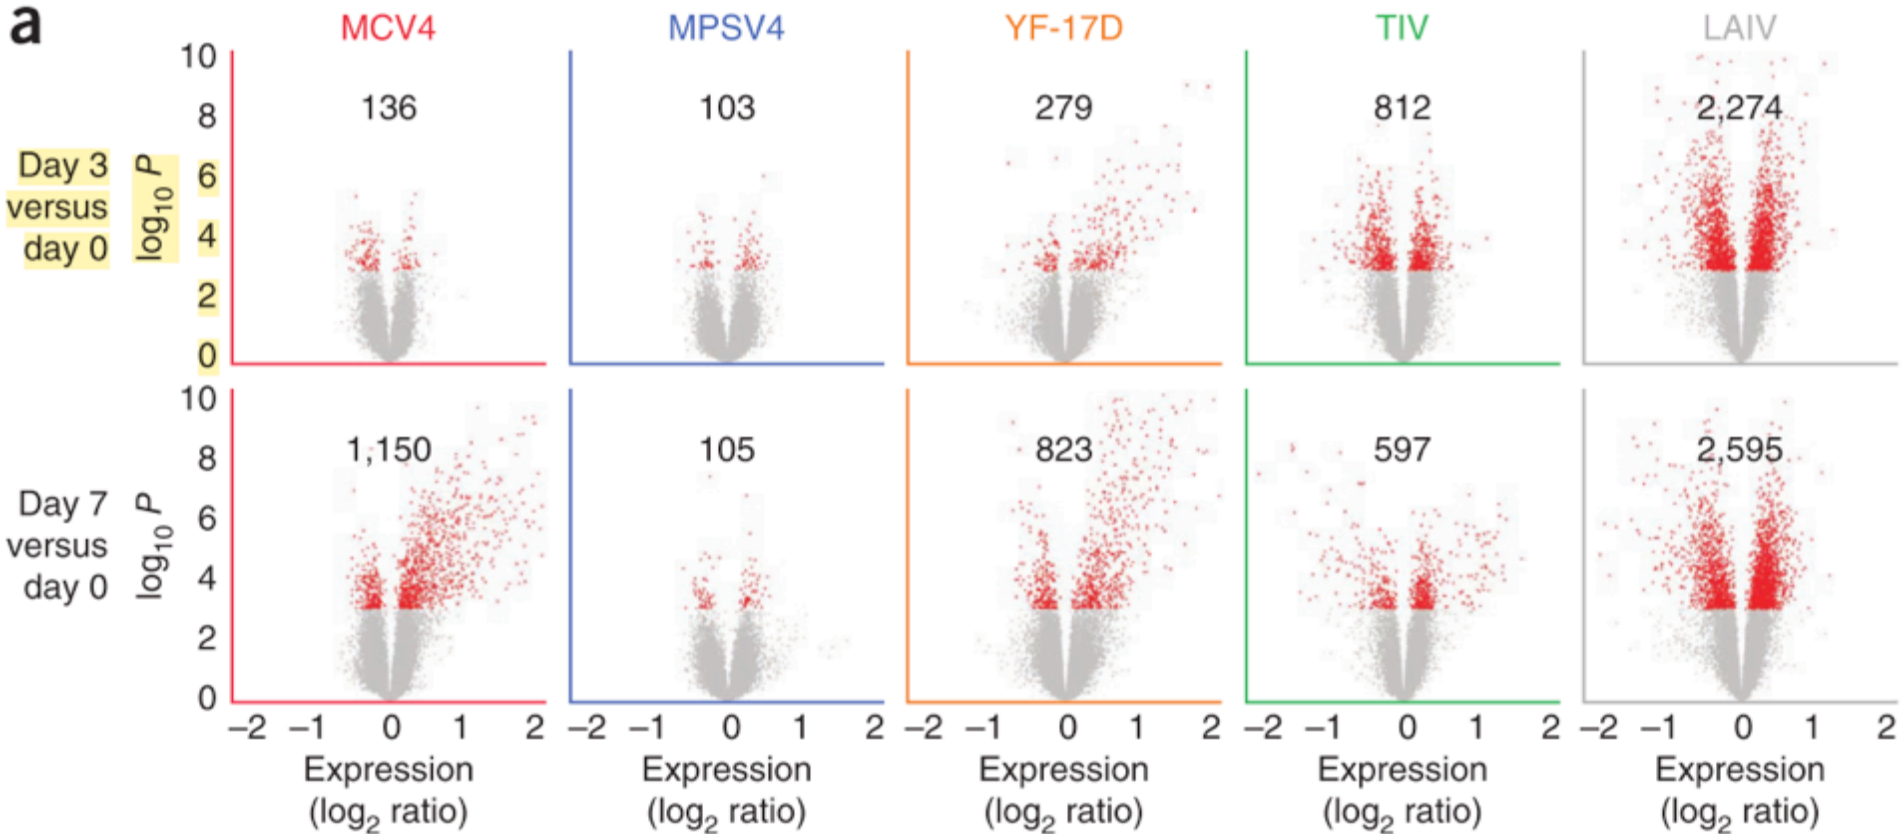 a
MCV4 MPSV4 YF-17D TIV LAIV
10
8
6
4
2
0
Day 3
versus
day 0
log10 P
136 103 279 812 2,274
10
8
6
4
2
0
Day 7
versus
day 0
log10 P
1,150 105 823 597 2,595
–2 –1 0 1 2 –2 –1 0 1 2 –2 –1 0 1 2 –2 –1 0 1 2 –2 –1 0 1 2
Expression Expression Expression Expression Expression
(log2 ratio) (log2 ratio) (log2 ratio) (log2 ratio) (log2 ratio)